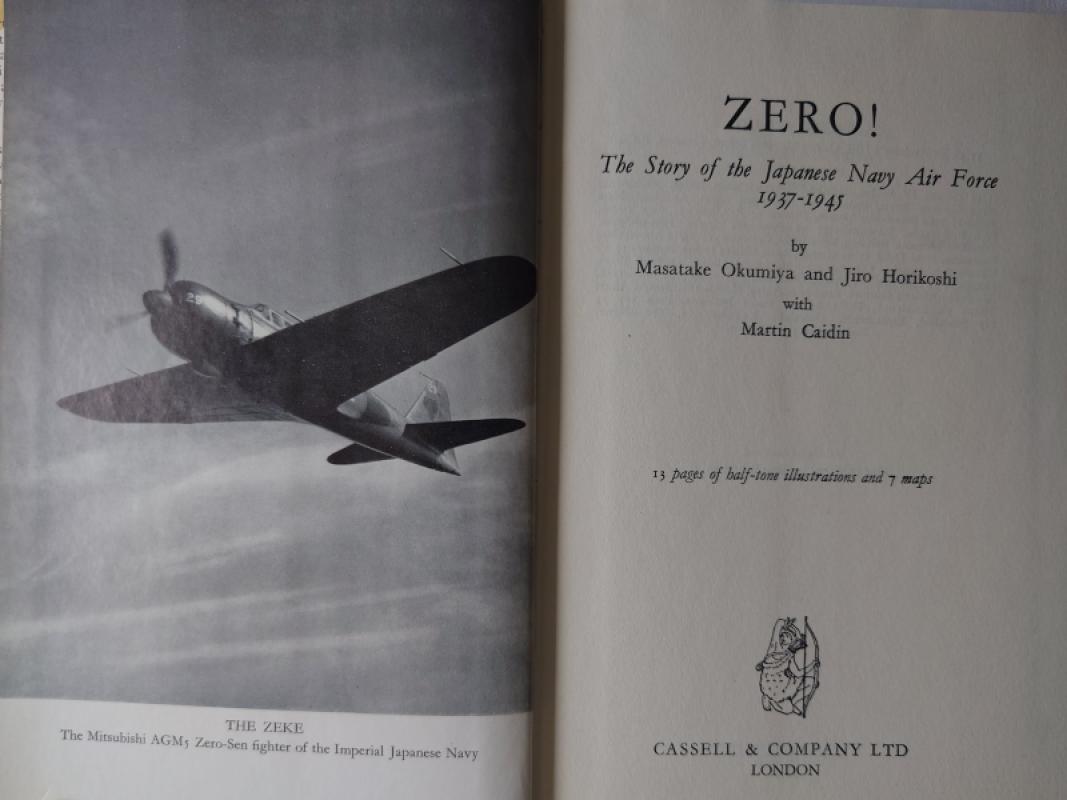 29
THE ZEKE
The Mitsubishi AGM5 Zero-Sen fighter of the Imperial Japanese Navy
ZERO!
The Story of the Japanese Navy Air Force
1937-1945
by
Masatake Okumiya and Jiro Horikoshi
with
Martin Caidin
13 pages of half-tone illustrations and 7 maps
CASSELL & COMPANY LTD
LONDON